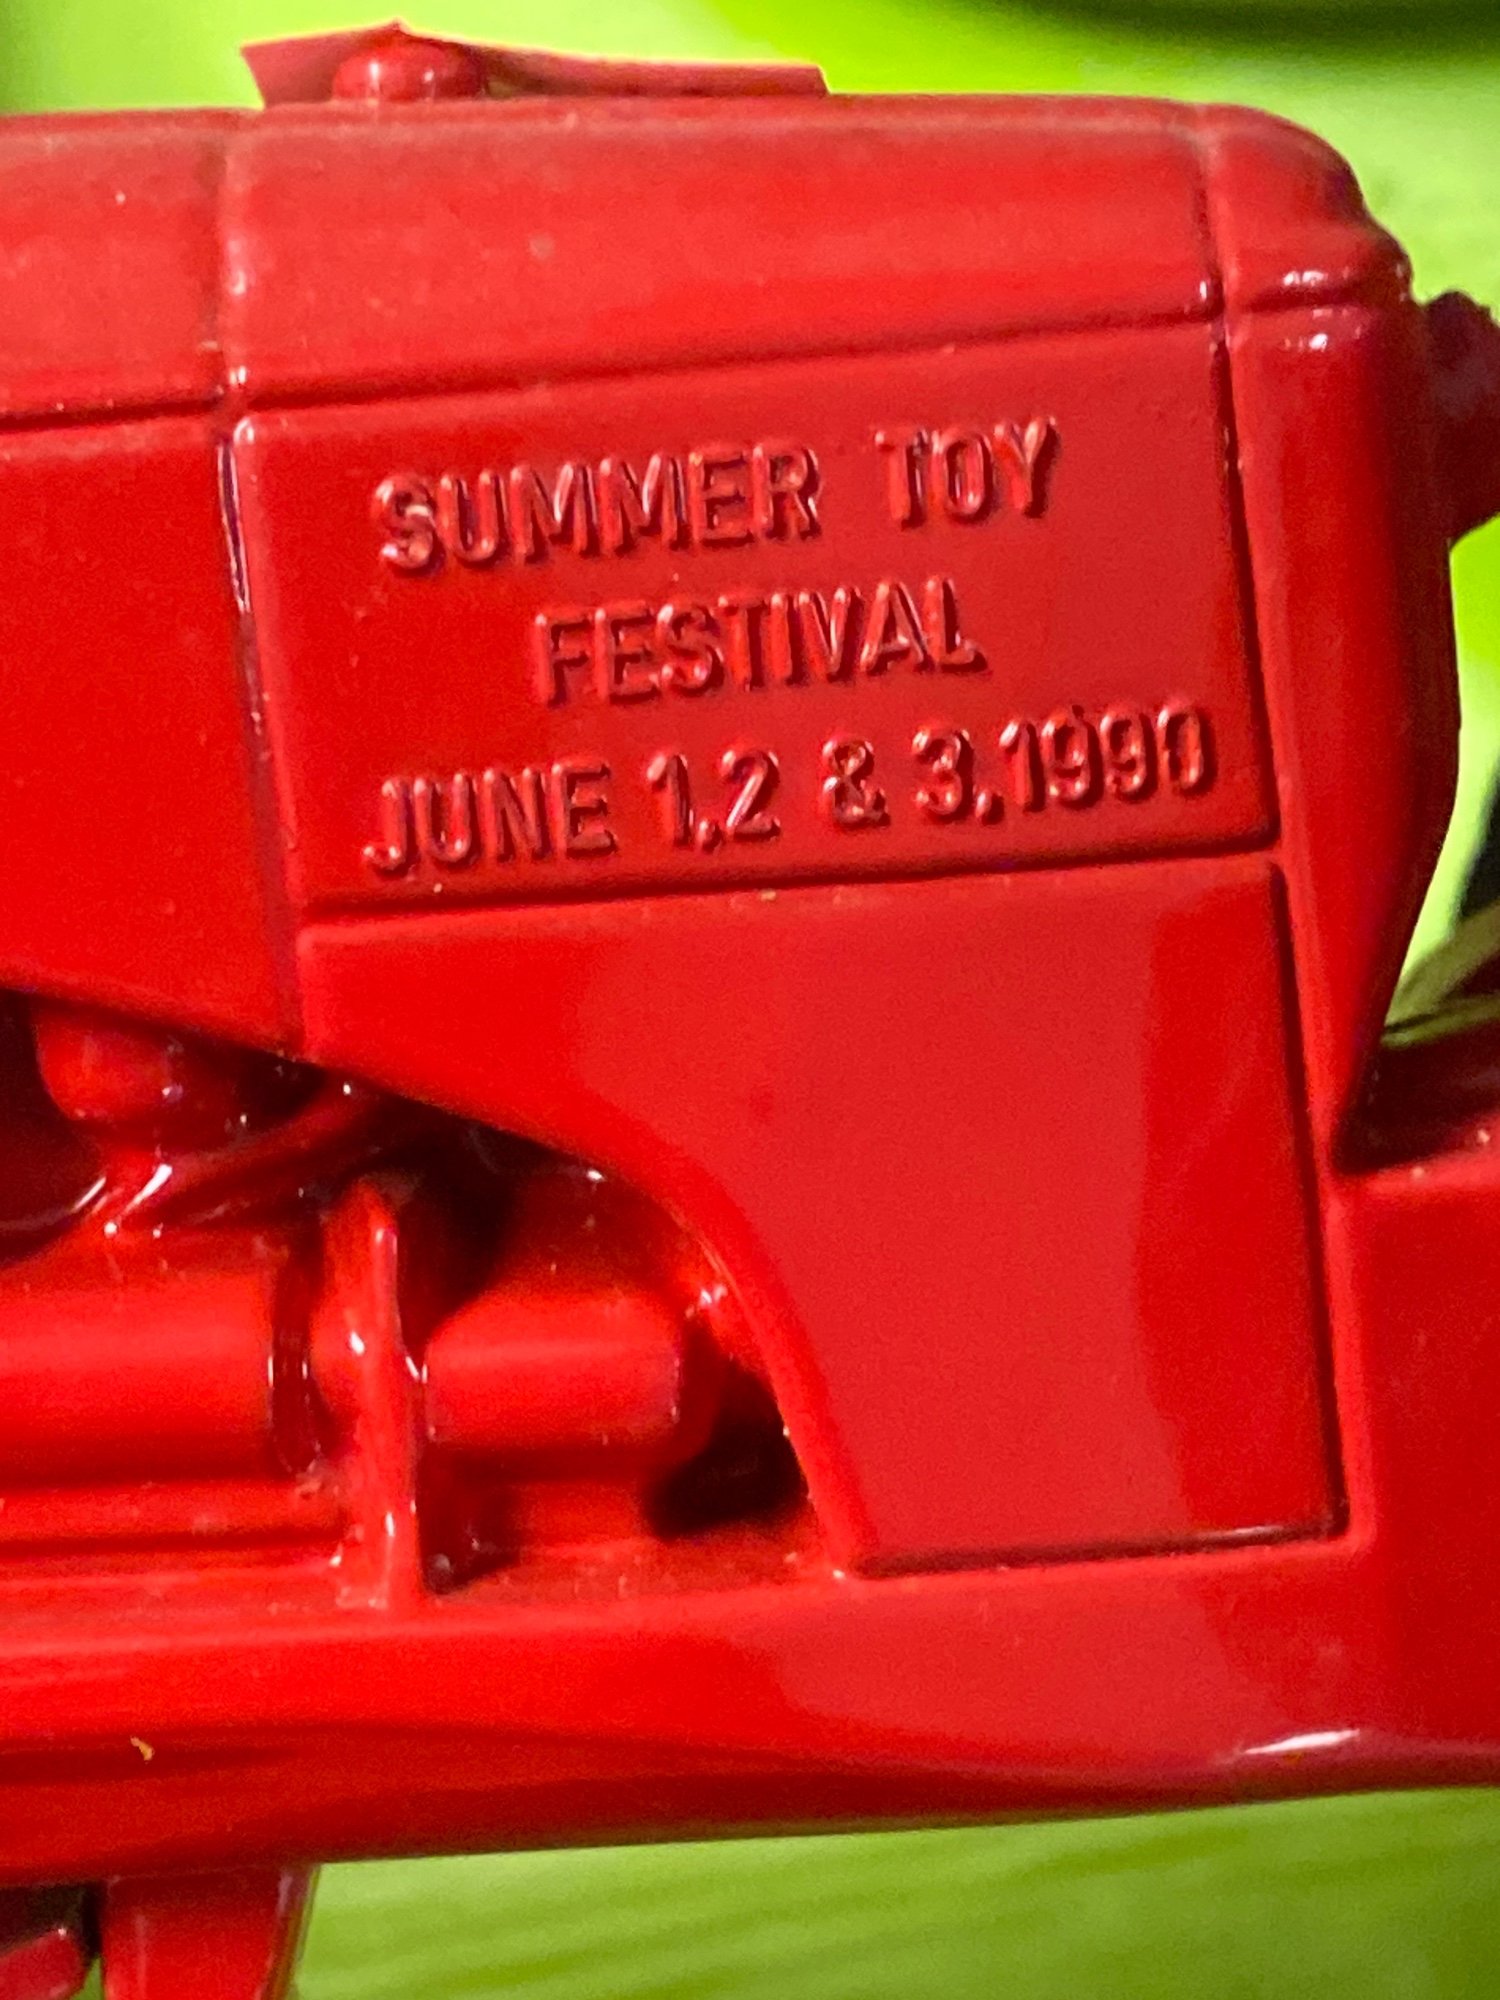 SUMMER TOY
FESTIVAL
JUNE 1,2 & 3,1990